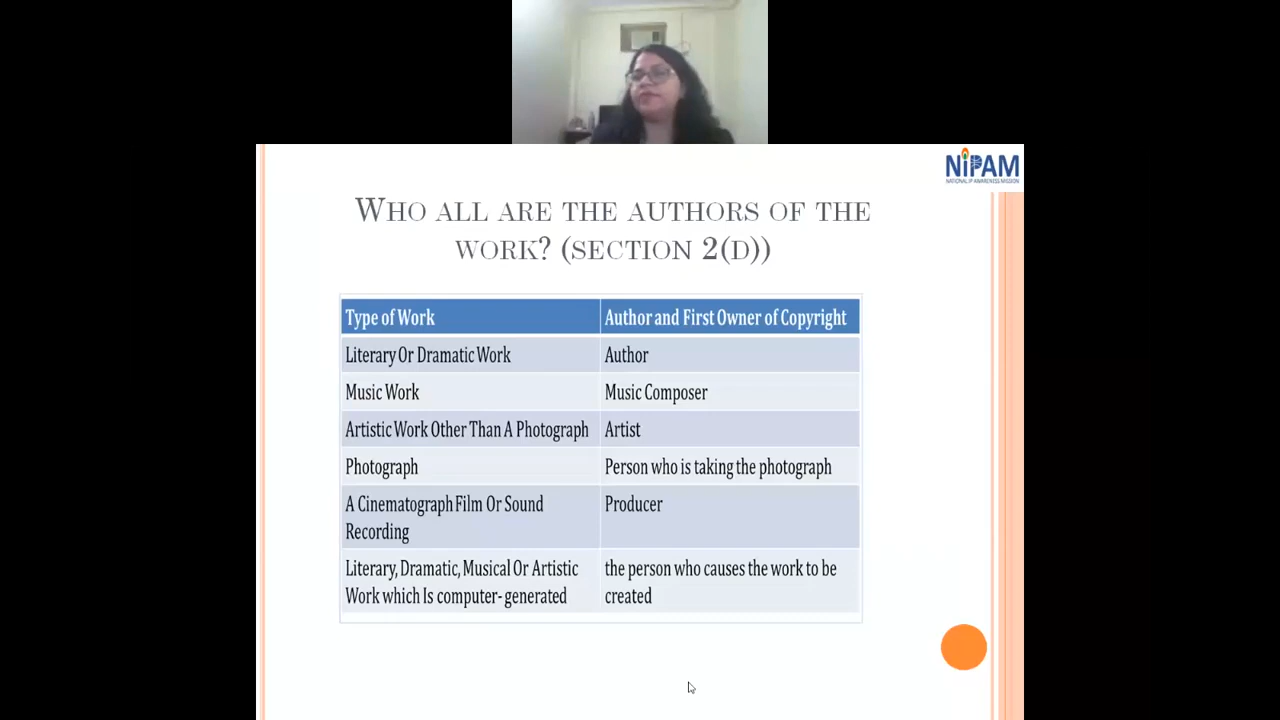 NiPAM
NATIONAL IP AWARENESS MISSION
WHO ALL ARE THE AUTHORS OF THE
WORK? (SECTION 2(D))
Type of Work
Author and First Owner of Copyright
Literary Or Dramatic Work
Author
Music Work
Music Composer
Artistic Work Other Than A Photograph
Artist
Photograph
Person who is taking the photograph
A Cinematograph Film Or Sound
Recording
Producer
Literary, Dramatic, Musical Or Artistic
Work which Is computer- generated
the person who causes the work to be
created